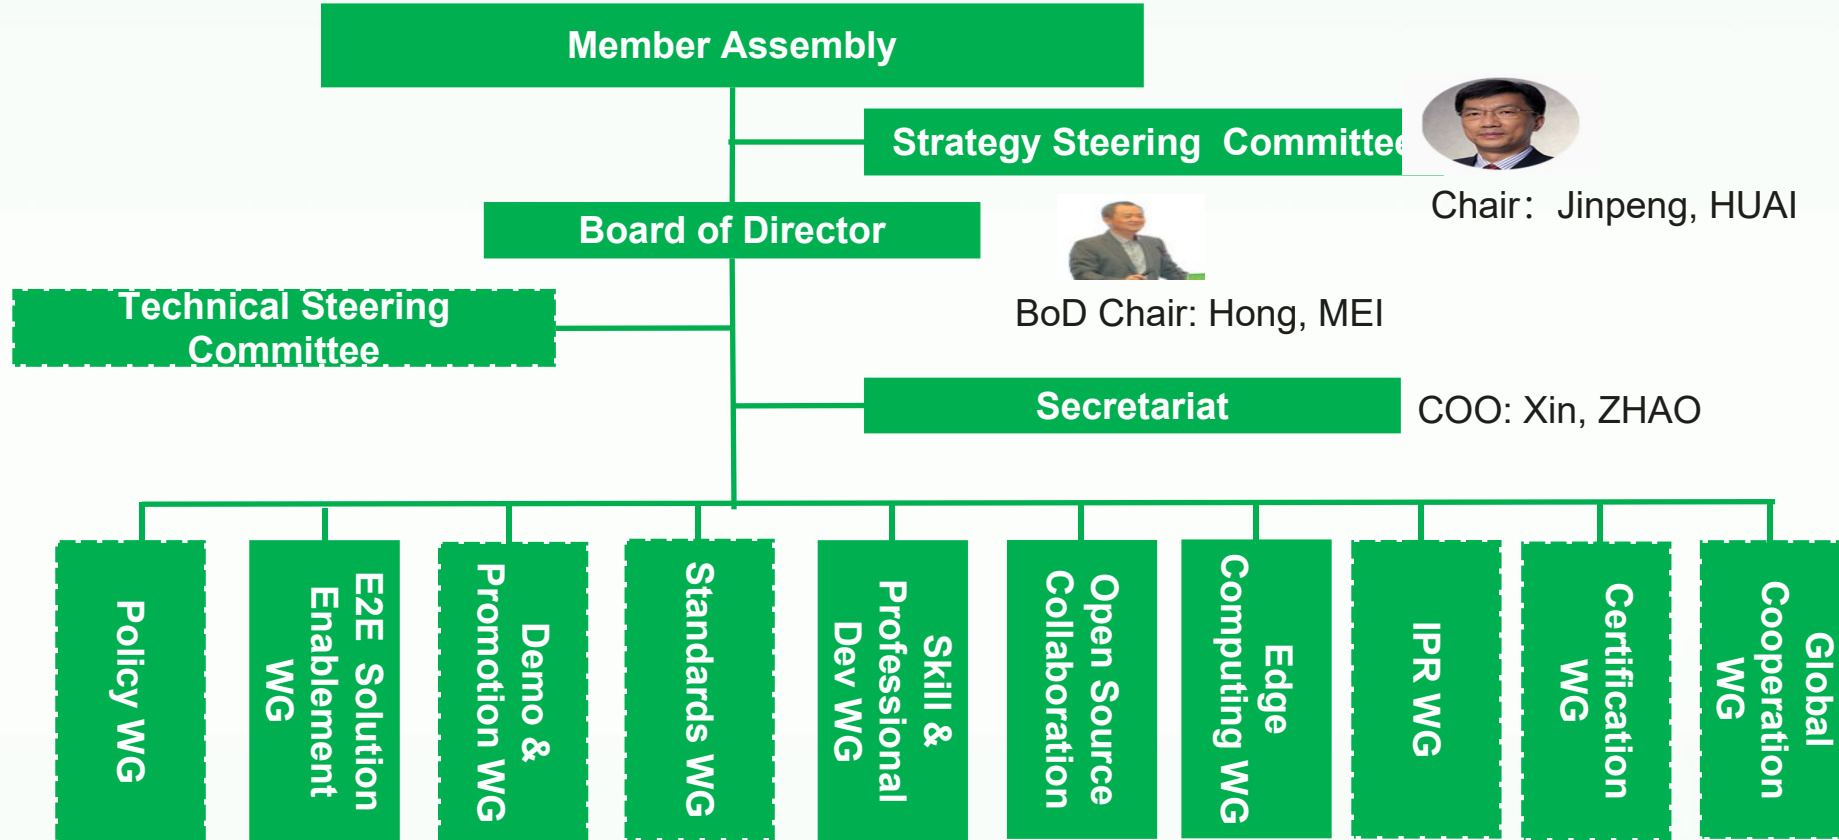 Member Assembly
Strategy Steering  Committee
Chair： Jinpeng, HUAI
Board of Director
BoD Chair: Hong, MEI
Technical Steering
Committee
Secretariat
COO: Xin, ZHAO
Policy WG
E2E Solution
Enablement
WG
Demo &
Promotion WG
Standards WG
Skill &
Professional
Dev WG
Open Source
Collaboration
Edge
Computing WG
IPR WG
Certification
WG
Global
Cooperation
WG